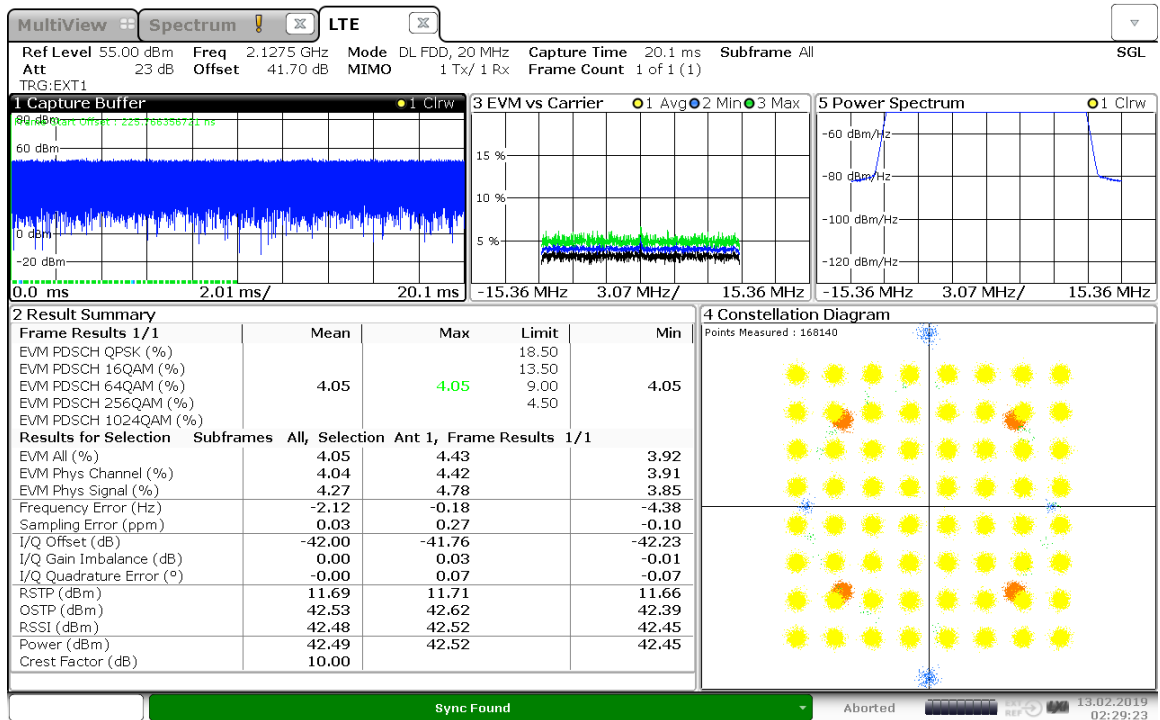 MultiView Spectrum LTE
Ref Level 55.00 dBm Freq 2.1275 GHz Mode DL FDD, 20 MHz Capture Time 20.1 ms Subframe All SGL
Att 23 dB Offset 41.70 dB MIMO 1 Tx/ 1 Rx Frame Count 1 of 1 (1)
TRG:EXT1
1 Capture Buffer 1 Clrw
80 dBm
Frame Start Offset : 225.766356721 ns
60 dBm
0 dBm
-20 dBm
0.0 ms 2.01 ms/ 20.1 ms
3 EVM vs Carrier 1 Avg 2 Min 3 Max
15 %
10 %
5 %
-15.36 MHz 3.07 MHz/ 15.36 MHz
5 Power Spectrum 1 Clrw
-60 dBm/Hz
-80 dBm/Hz
-100 dBm/Hz
-120 dBm/Hz
-15.36 MHz 3.07 MHz/ 15.36 MHz
2 Result Summary
Frame Results 1/1 Mean Max Limit Min
EVM PDSCH QPSK (%) 18.50
EVM PDSCH 16QAM (%) 13.50
EVM PDSCH 64QAM (%) 4.05 4.05 9.00 4.05
EVM PDSCH 256QAM (%) 4.50
EVM PDSCH 1024QAM (%)
Results for Selection Subframes All, Selection Ant 1, Frame Results 1/1
EVM All (%) 4.05 4.43 3.92
EVM Phys Channel (%) 4.04 4.42 3.91
EVM Phys Signal (%) 4.27 4.78 3.85
Frequency Error (Hz) -2.12 -0.18 -4.38
Sampling Error (ppm) 0.03 0.27 -0.10
I/Q Offset (dB) -42.00 -41.76 -42.23
I/Q Gain Imbalance (dB) 0.00 0.03 -0.01
I/Q Quadrature Error (°) -0.00 0.07 -0.07
RSTP (dBm) 11.69 11.71 11.66
OSTP (dBm) 42.53 42.62 42.39
RSSI (dBm) 42.48 42.52 42.45
Power (dBm) 42.49 42.52 42.45
Crest Factor (dB) 10.00
4 Constellation Diagram
Points Measured : 168140
Sync Found Aborted 13.02.2019
02:29:23